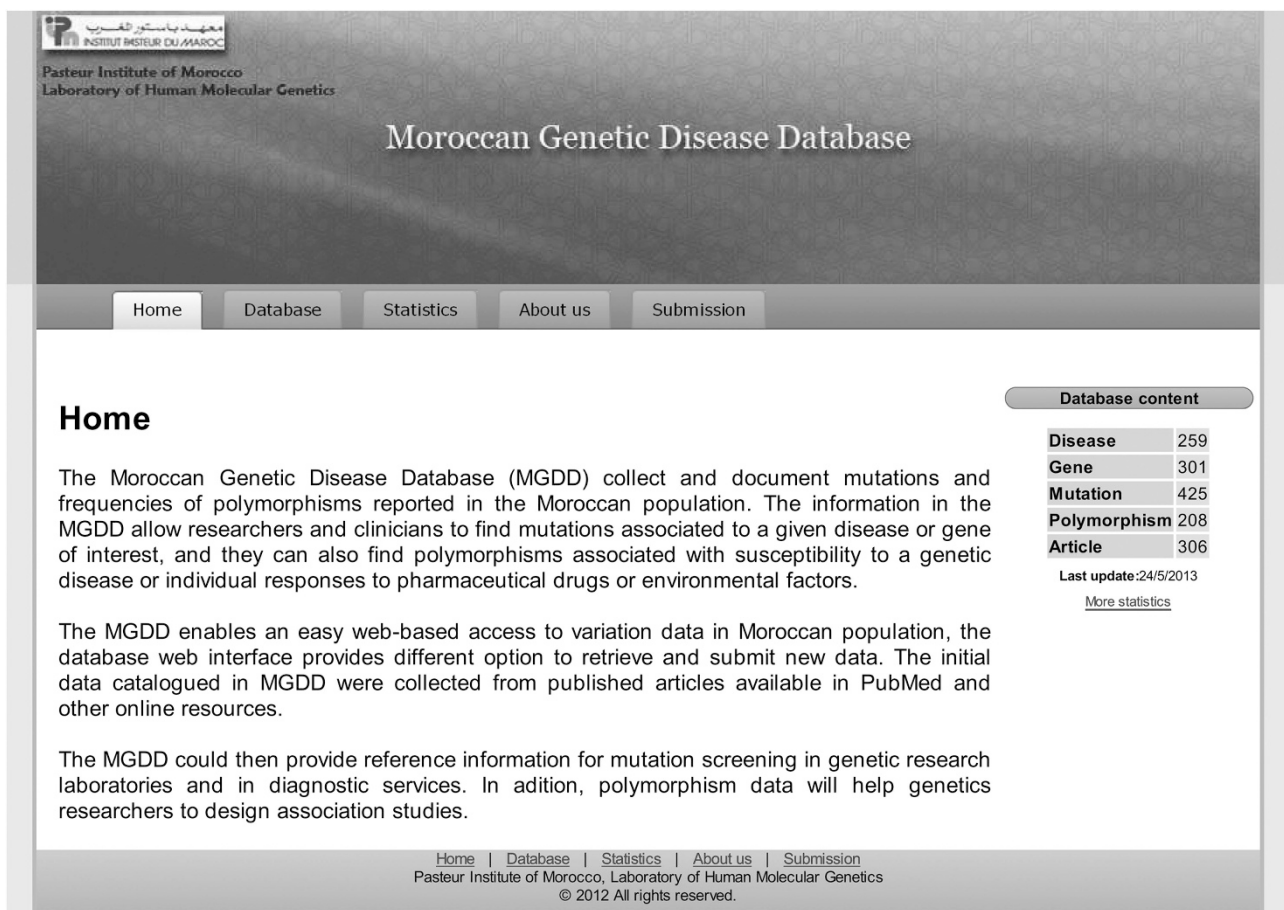 معهد باستور المغرب
INSTITUT PASTEUR DU MAROC
Pasteur Institute of Morocco
Laboratory of Human Molecular Genetics
Moroccan Genetic Disease Database
Home Database Statistics About us Submission
Home
The Moroccan Genetic Disease Database (MGDD) collect and document mutations and
frequencies of polymorphisms reported in the Moroccan population. The information in the
MGDD allow researchers and clinicians to find mutations associated to a given disease or gene
of interest, and they can also find polymorphisms associated with susceptibility to a genetic
disease or individual responses to pharmaceutical drugs or environmental factors.
The MGDD enables an easy web-based access to variation data in Moroccan population, the
database web interface provides different option to retrieve and submit new data. The initial
data catalogued in MGDD were collected from published articles available in PubMed and
other online resources.
The MGDD could then provide reference information for mutation screening in genetic research
laboratories and in diagnostic services. In adition, polymorphism data will help genetics
researchers to design association studies.
Database content
Disease 259
Gene 301
Mutation 425
Polymorphism 208
Article 306
Last update:24/5/2013
More statistics
Home | Database | Statistics | About us | Submission
Pasteur Institute of Morocco, Laboratory of Human Molecular Genetics
© 2012 All rights reserved.